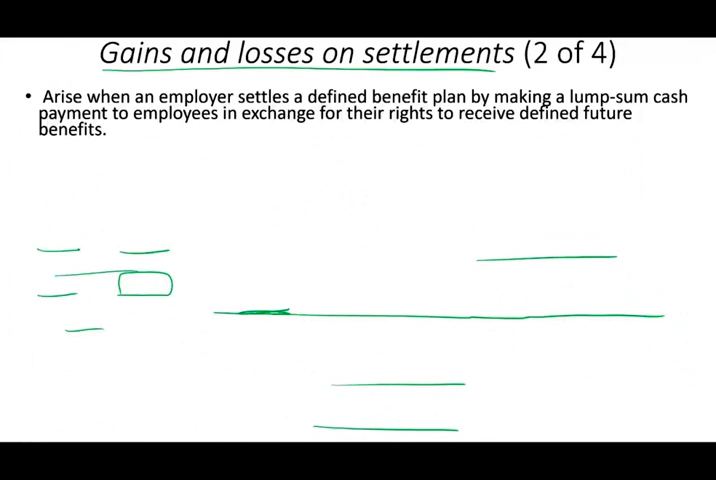 Gains and losses on settlements (2 of 4)
• Arise when an employer settles a defined benefit plan by making a lump-sum cash
payment to employees in exchange for their rights to receive defined future
benefits.